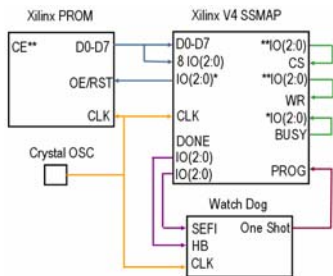 Xilinx PROM
Xilinx V4 SSMAP
CE**
D0-D7
OE/RST
CLK
D0-D7
8 IO(2:0)
IO(2:0)*
CLK
DONE
IO(2:0)
IO(2:0)
**IO(2:0)
CS
**IO(2:0)
WR
*IO(2:0)
BUSY
PROG
Crystal OSC
Watch Dog
SEFI
HB
CLK
One Shot